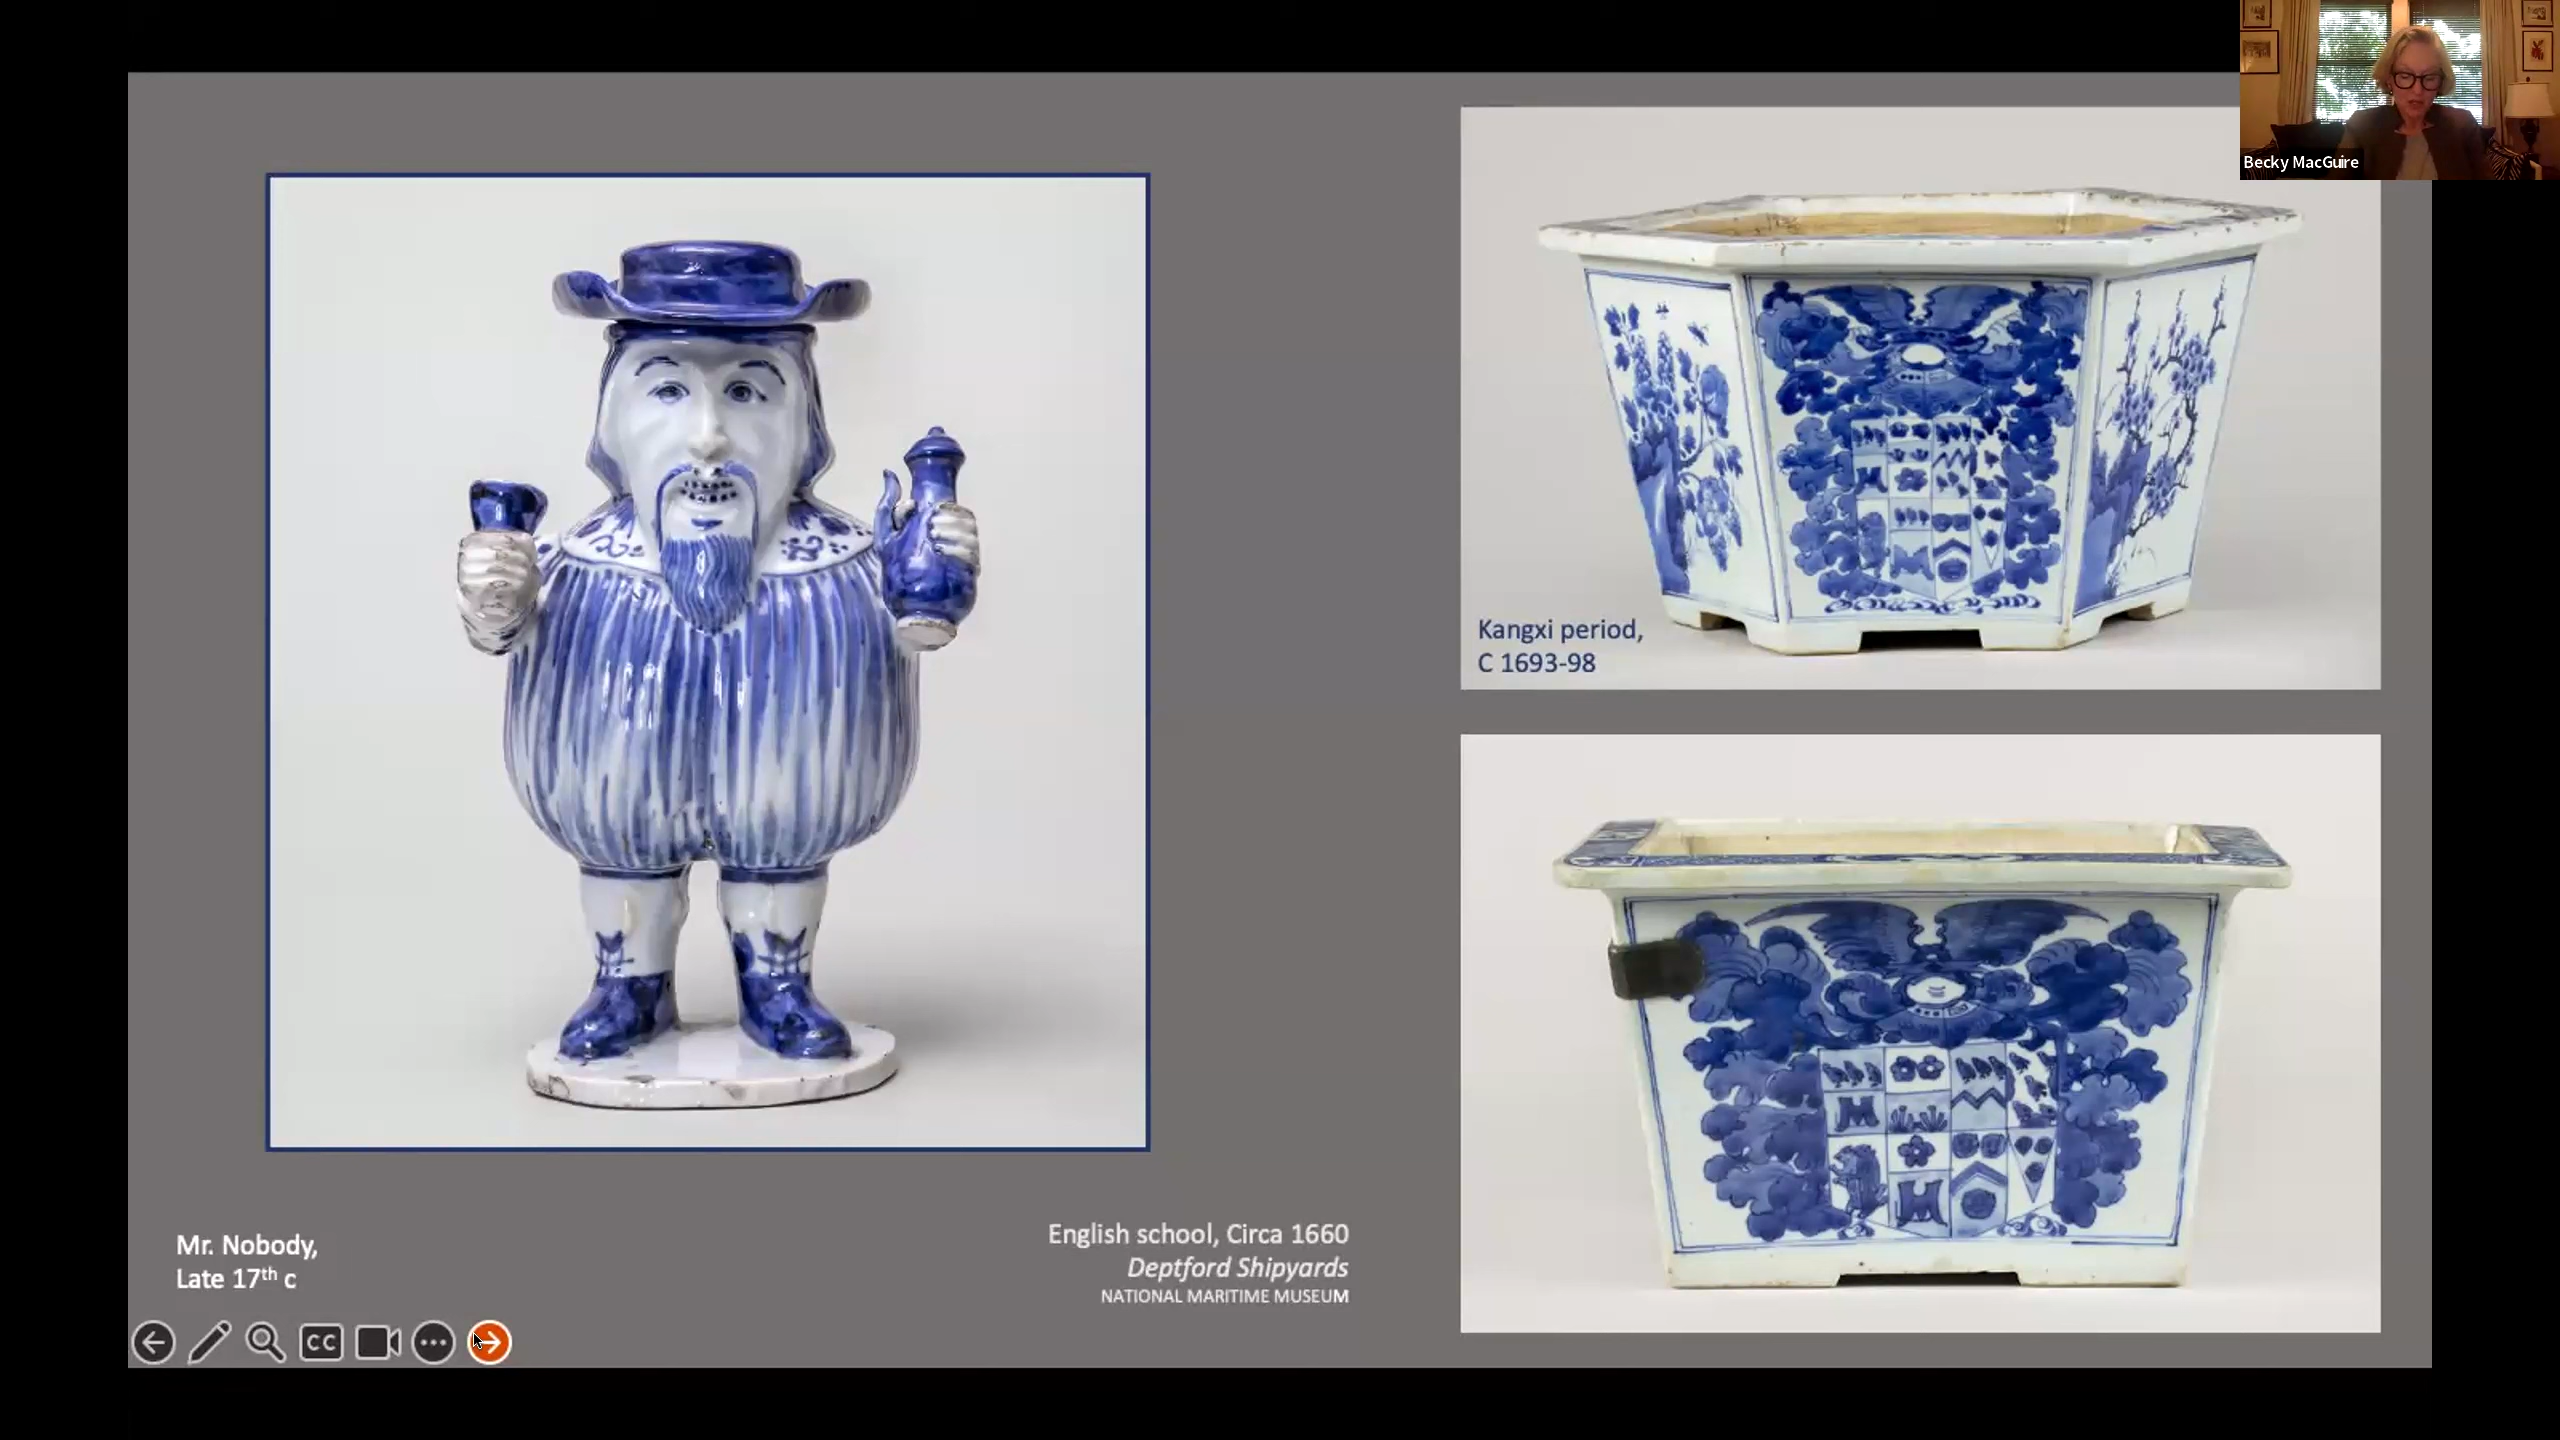 Becky MacGuire
Kangxi period,
C 1693-98
Mr. Nobody,
Late 17th c
English school, Circa 1660
Deptford Shipyards
NATIONAL MARITIME MUSEUM
CC